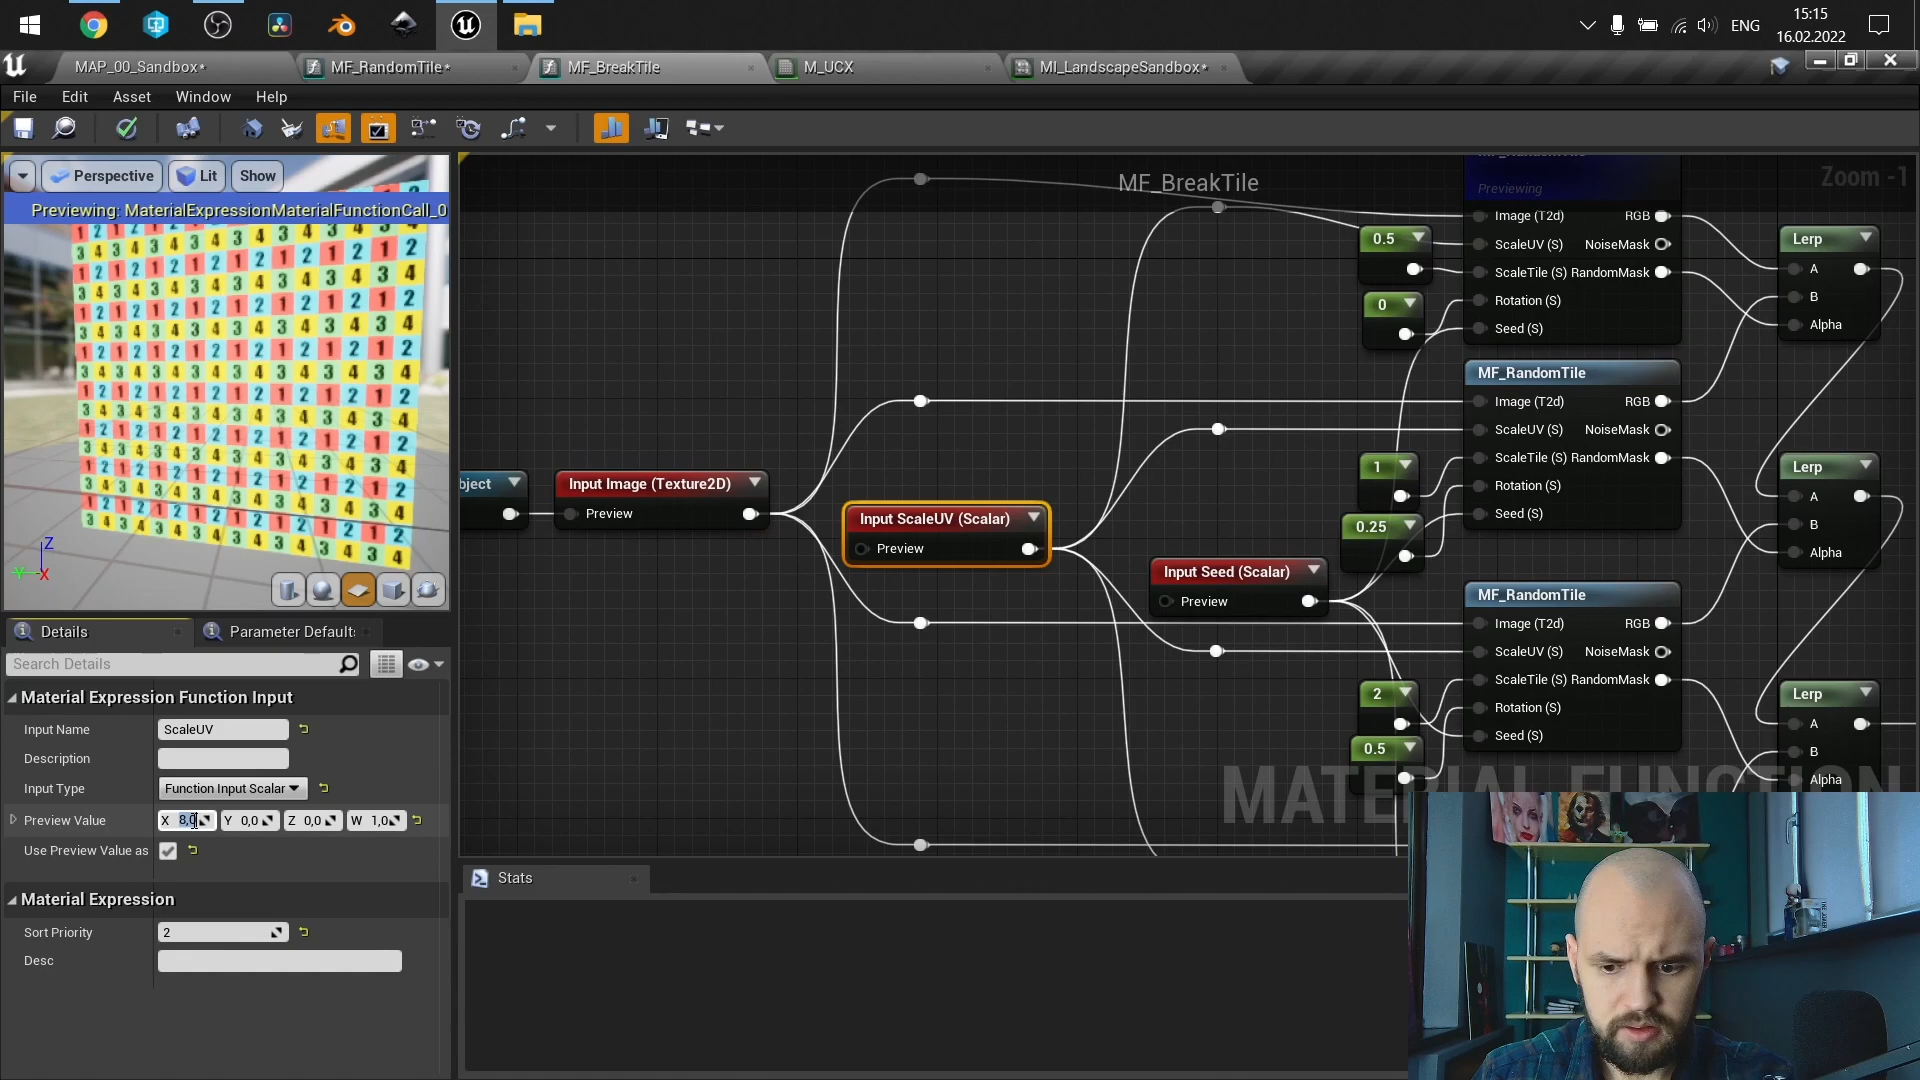 ENG
15:15
16.02.2022
MAP_00_Sandbox*
MF_RandomTile*
MF_BreakTile
M_UCX
MI_LandscapeSandbox*
File Edit Asset Window Help
Perspective
Lit
Show
Previewing: MaterialExpressionMaterialFunctionCall_0
MF_BreakTile
Zoom -1
Previewing
Image (T2d) RGB
ScaleUV (S) NoiseMask
ScaleTile (S) RandomMask
Rotation (S)
Seed (S)
0.5
0
Lerp
A
B
Alpha
MF_RandomTile
Image (T2d) RGB
ScaleUV (S) NoiseMask
ScaleTile (S) RandomMask
Rotation (S)
Seed (S)
1
0.25
Lerp
A
B
Alpha
bject
Input Image (Texture2D)
Preview
Input ScaleUV (Scalar)
Preview
Input Seed (Scalar)
Preview
MF_RandomTile
Image (T2d) RGB
ScaleUV (S) NoiseMask
ScaleTile (S) RandomMask
Rotation (S)
Seed (S)
2
0.5
Lerp
A
B
Alpha
MATERIAL FUNCTION
Z
Y
X
Details
Parameter Default
Search Details
Material Expression Function Input
Input Name ScaleUV
Description
Input Type Function Input Scalar
Preview Value X 8,0 Y 0,0 Z 0,0 W 1,0
Use Preview Value as
Material Expression
Sort Priority 2
Desc
Stats